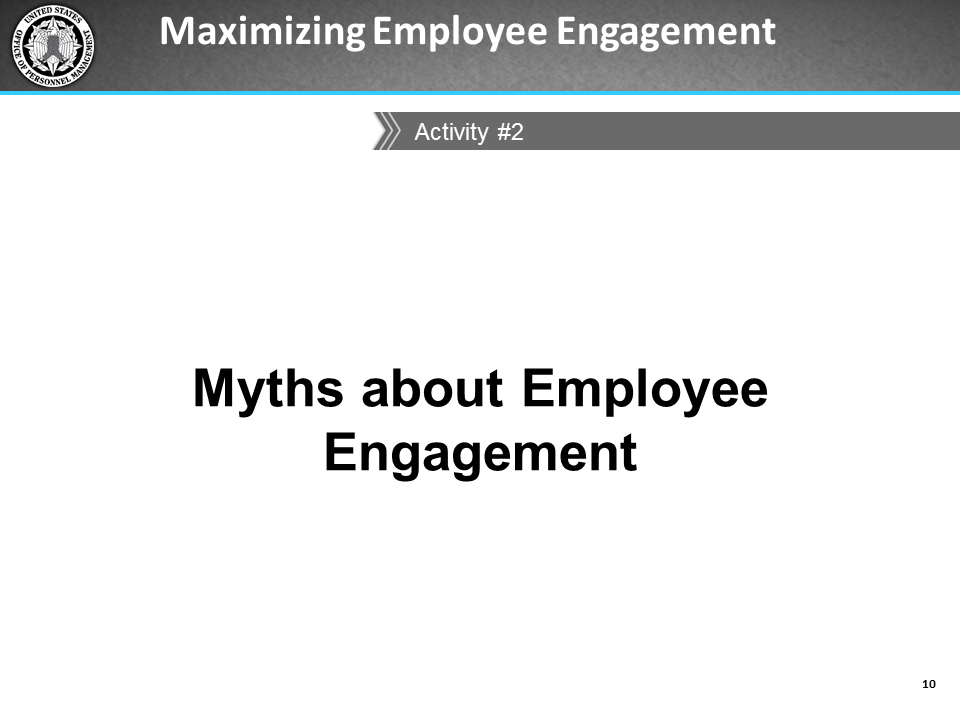 Maximizing Employee Engagement
UNITED STATES
OFFICE OF PERSONNEL MANAGEMENT
Activity #2
Myths about Employee
Engagement
10